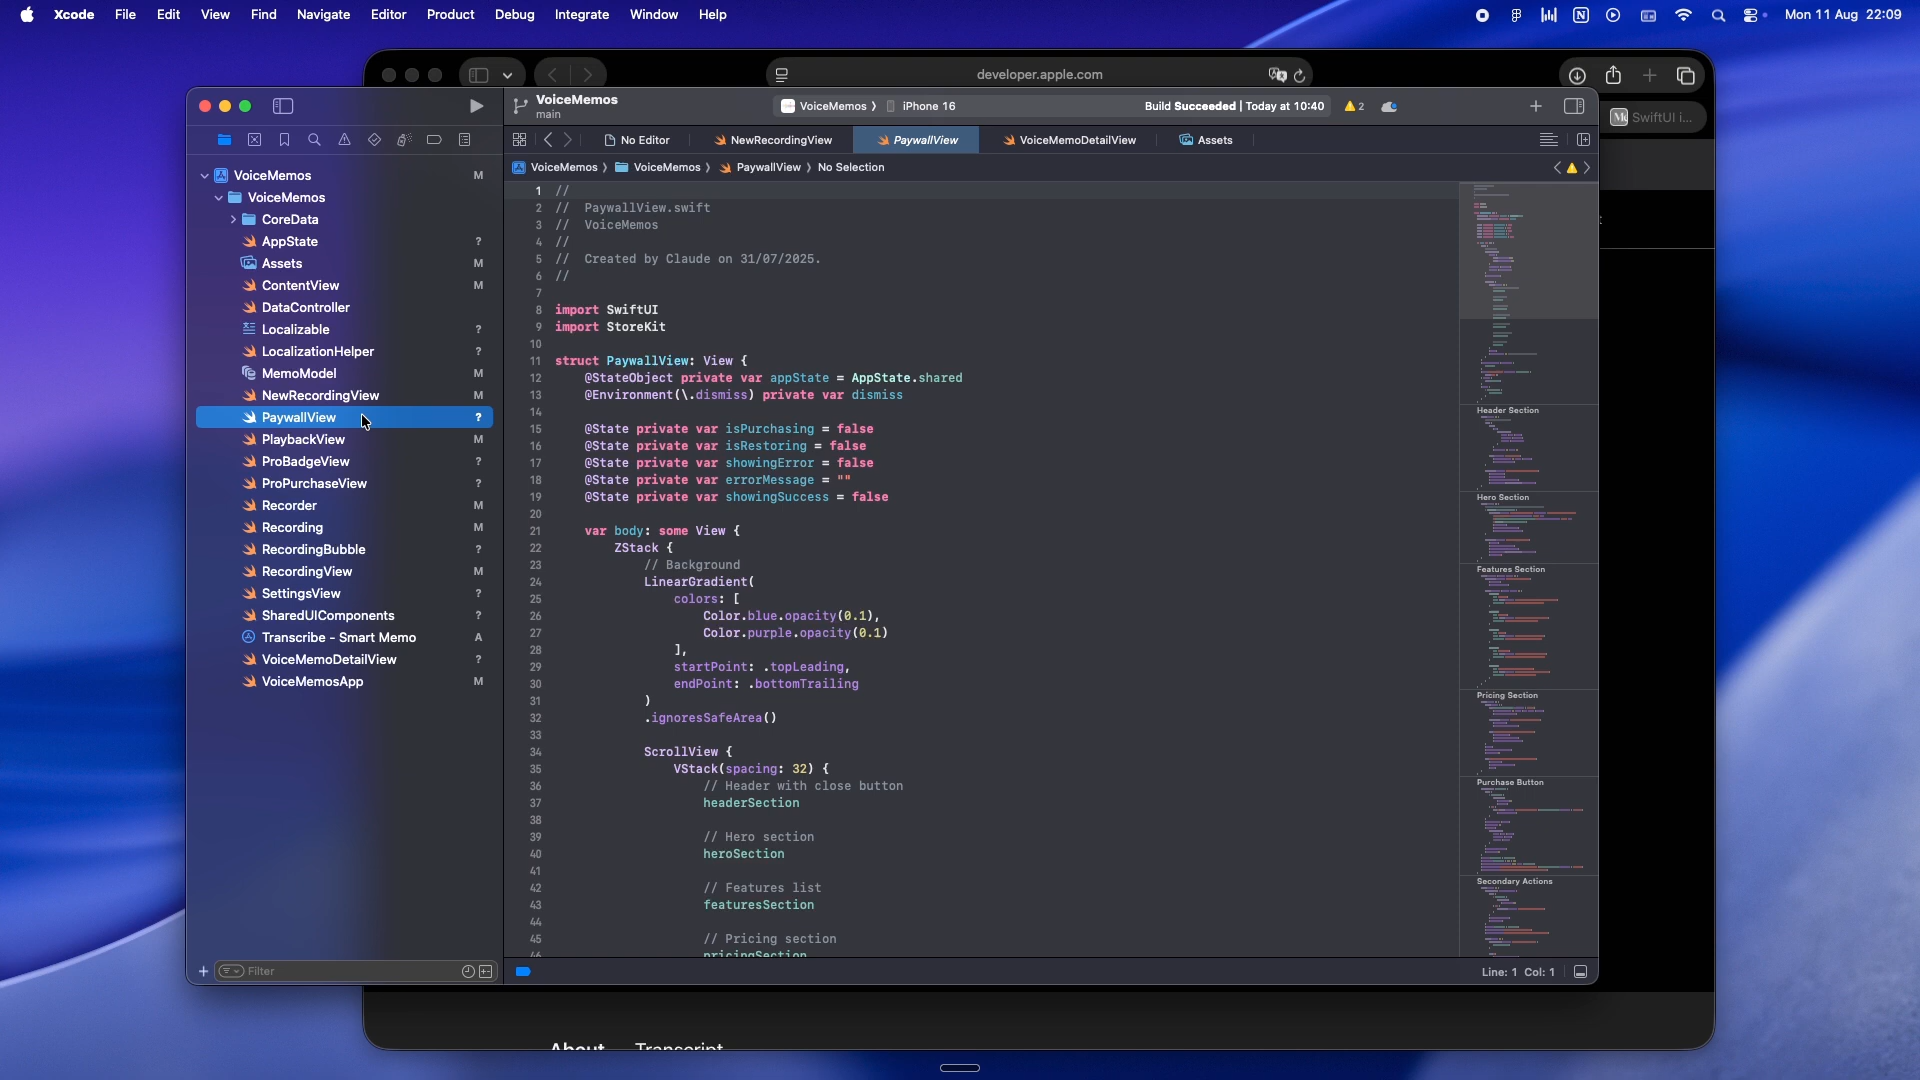 Xcode File Edit View Find Navigate Editor Product Debug Integrate Window Help
Mon 11 Aug 22:09
developer.apple.com
VoiceMemos
main
VoiceMemos 〉 iPhone 16
Build Succeeded | Today at 10:40
2
SwiftUI i...
No Editor
NewRecordingView
PaywallView
VoiceMemoDetailView
Assets
VoiceMemos 〉 VoiceMemos 〉 PaywallView 〉 No Selection
VoiceMemos M
VoiceMemos
CoreData
AppState ?
Assets M
ContentView M
DataController
Localizable ?
LocalizationHelper ?
MemoModel M
NewRecordingView M
PaywallView ?
PlaybackView M
ProBadgeView ?
ProPurchaseView ?
Recorder M
Recording M
RecordingBubble ?
RecordingView M
SettingsView ?
SharedUIComponents ?
Transcribe - Smart Memo A
VoiceMemoDetailView ?
VoiceMemosApp M
Filter
1 //
2 // PaywallView.swift
3 // VoiceMemos
4 //
5 // Created by Claude on 31/07/2025.
6 //
7
8 import SwiftUI
9 import StoreKit
10
11 struct PaywallView: View {
12 @StateObject private var appState = AppState.shared
13 @Environment(\.dismiss) private var dismiss
14
15 @State private var isPurchasing = false
16 @State private var isRestoring = false
17 @State private var showingError = false
18 @State private var errorMessage = ""
19 @State private var showingSuccess = false
20
21 var body: some View {
22 ZStack {
23 // Background
24 LinearGradient(
25 colors: [
26 Color.blue.opacity(0.1),
27 Color.purple.opacity(0.1)
28 ],
29 startPoint: .topLeading,
30 endPoint: .bottomTrailing
31 )
32 .ignoresSafeArea()
33
34 ScrollView {
35 VStack(spacing: 32) {
36 // Header with close button
37 headerSection
38
39 // Hero section
40 heroSection
41
42 // Features list
43 featuresSection
44
45 // Pricing section
46 pricingSection
Header Section
Hero Section
Features Section
Pricing Section
Purchase Button
Secondary Actions
Line: 1 Col: 1
About Transcript